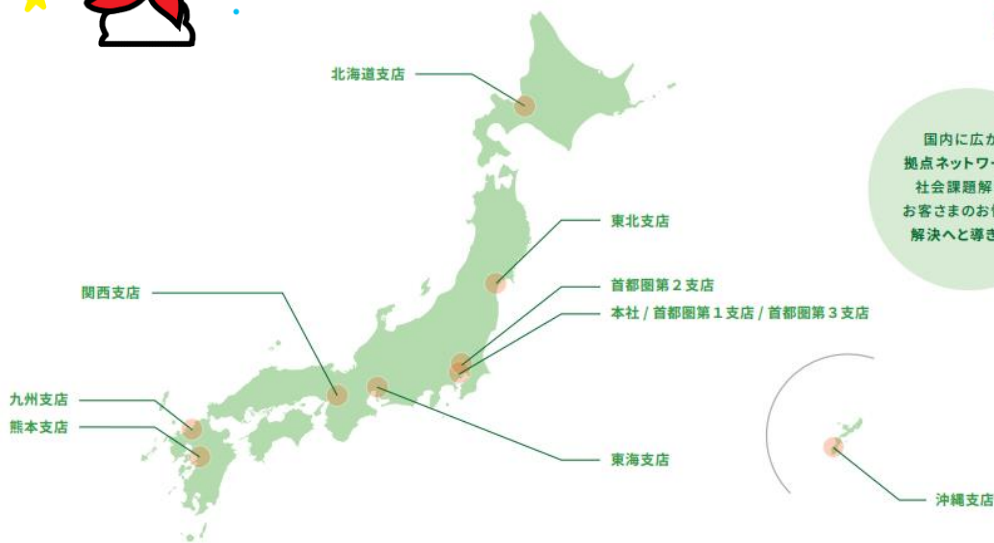 北海道支店
国内に広が
拠点ネットワー
社会課題解
お客さまのお
解決へと導き
東北支店
関西支店
首都圏第２支店
本社 / 首都圏第１支店 / 首都圏第３支店
九州支店
熊本支店
東海支店
沖縄支店